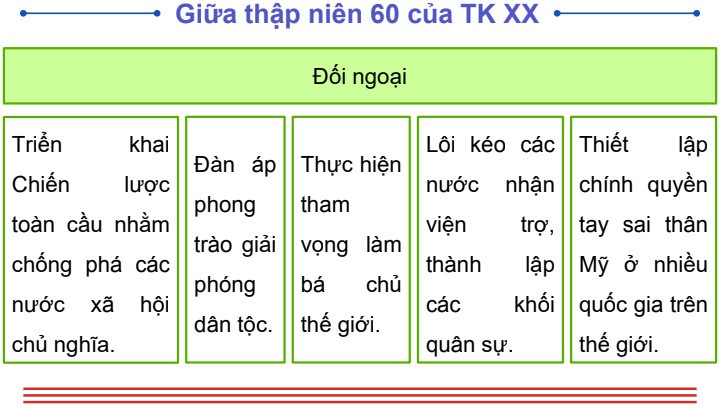 Giữa thập niên 60 của TK XX
Đối ngoại
Triển khai
Chiến lược
toàn cầu nhằm
chống phá các
nước xã hội
chủ nghĩa.
Đàn áp
phong
trào giải
phóng
dân tộc.
Thực hiện
tham
vọng làm
bá chủ
thế giới.
Lôi kéo các
nước nhận
viện trợ,
thành lập
các khối
quân sự.
Thiết lập
chính quyền
tay sai thân
Mỹ ở nhiều
quốc gia trên
thế giới.